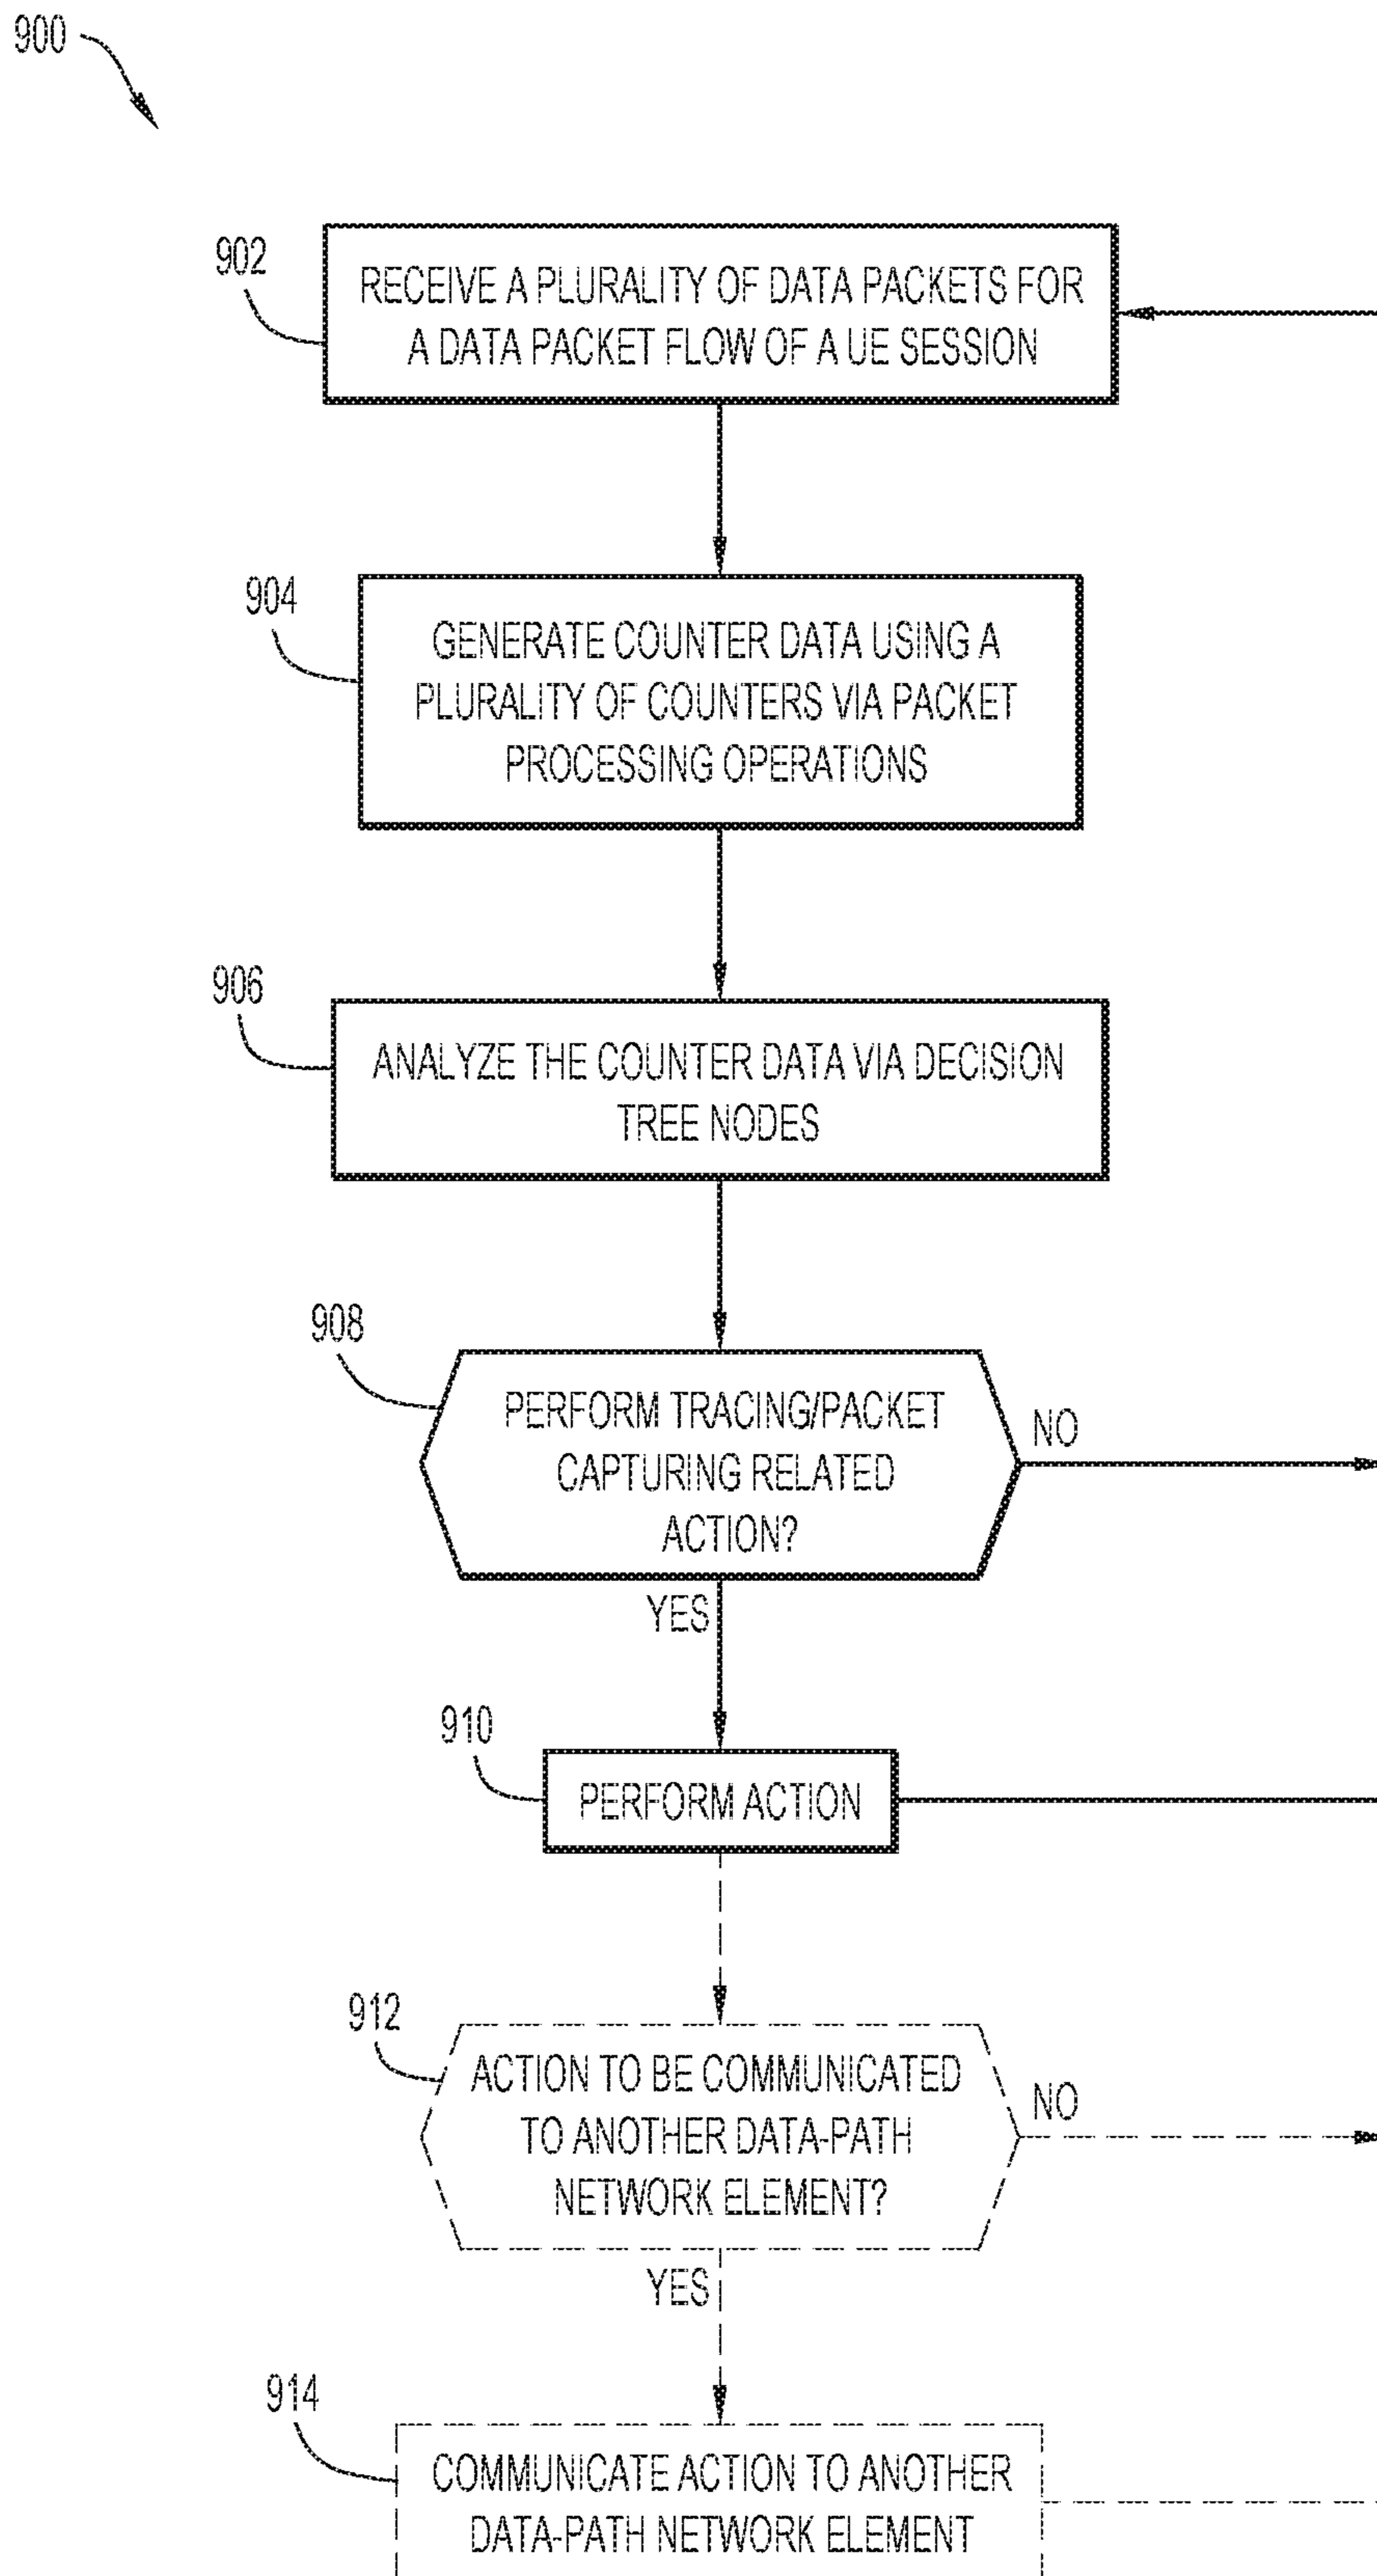 900
902
RECEIVE A PLURALITY OF DATA PACKETS FOR
A DATA PACKET FLOW OF A UE SESSION
904
GENERATE COUNTER DATA USING A
PLURALITY OF COUNTERS VIA PACKET
PROCESSING OPERATIONS
906
ANALYZE THE COUNTER DATA VIA DECISION
TREE NODES
908
PERFORM TRACING/PACKET
CAPTURING RELATED
ACTION?
NO
YES
910
PERFORM ACTION
912
ACTION TO BE COMMUNICATED
TO ANOTHER DATA-PATH
NETWORK ELEMENT?
NO
YES
914
COMMUNICATE ACTION TO ANOTHER
DATA-PATH NETWORK ELEMENT